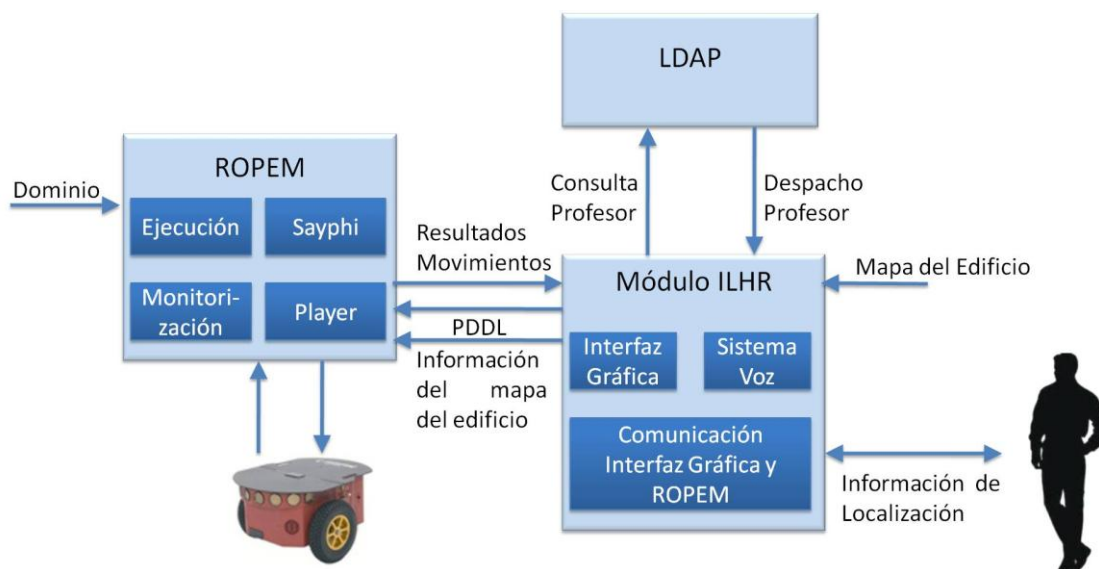 LDAP
ROPEM
Dominio
Ejecución
Sayphi
Monitori-
zación
Player
Consulta
Profesor
Despacho
Profesor
Resultados
Movimientos
PDDL
Información
del mapa
del edificio
Módulo ILHR
Mapa del Edificio
Interfaz
Gráfica
Sistema
Voz
Comunicación
Interfaz Gráfica y
ROPEM
Información de
Localización